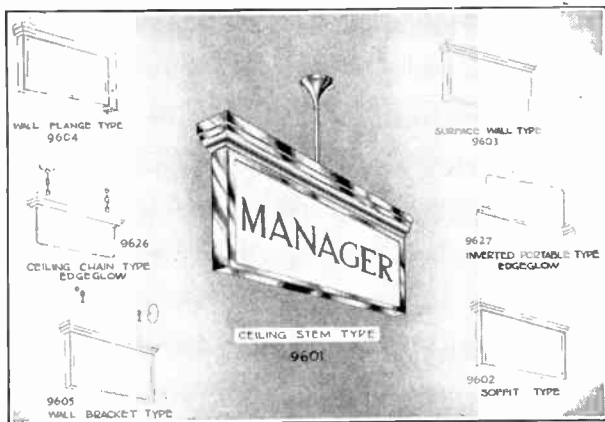 WALL FLANGE TYPE
9604
SURFACE WALL TYPE
9603
9626
CEILING CHAIN TYPE
EDGEGLOW
MANAGER
9627
INVERTED PORTABLE TYPE
EDGEGLOW
CEILING STEM TYPE
9601
9605
WALL BRACKET TYPE
9602
SOFFIT TYPE